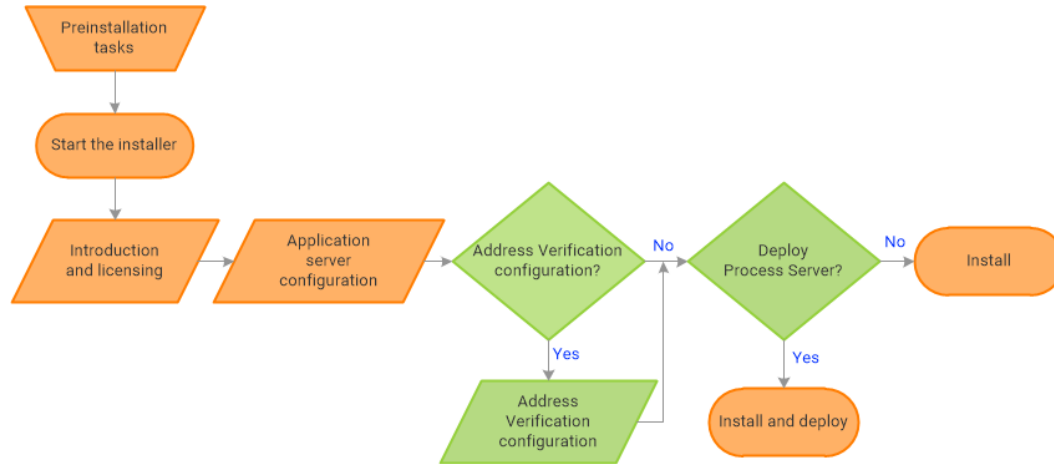 Preinstallation
tasks
Start the installer
Introduction
and licensing
Application
server
configuration
Address Verification
configuration?
No
Deploy
Process Server?
No
Install
Yes
Address
Verification
configuration
Yes
Install and deploy